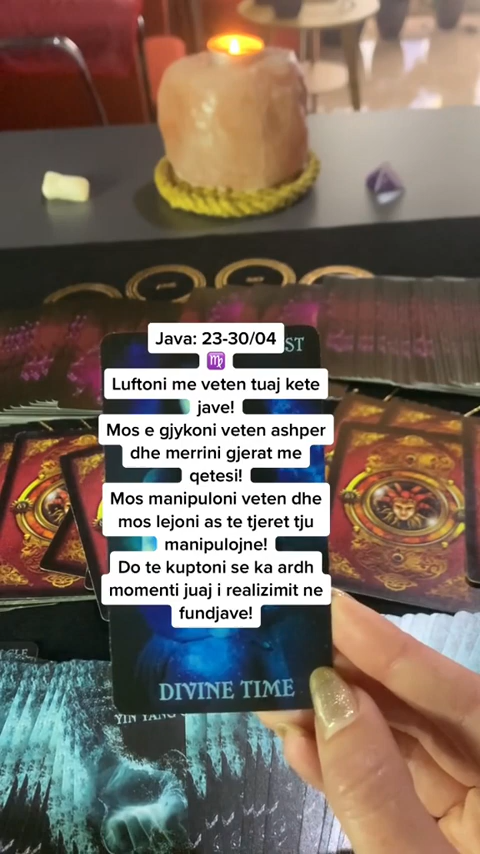 Java: 23-30/04
♍
Luftoni me veten tuaj kete
jave!
Mos e gjykoni veten ashper
dhe merrini gjerat me
qetesi!
Mos manipuloni veten dhe
mos lejoni as te tjeret tju
manipulojne!
Do te kuptoni se ka ardh
momenti juaj i realizimit ne
fundjave!
DIVINE TIME
YIN YANG